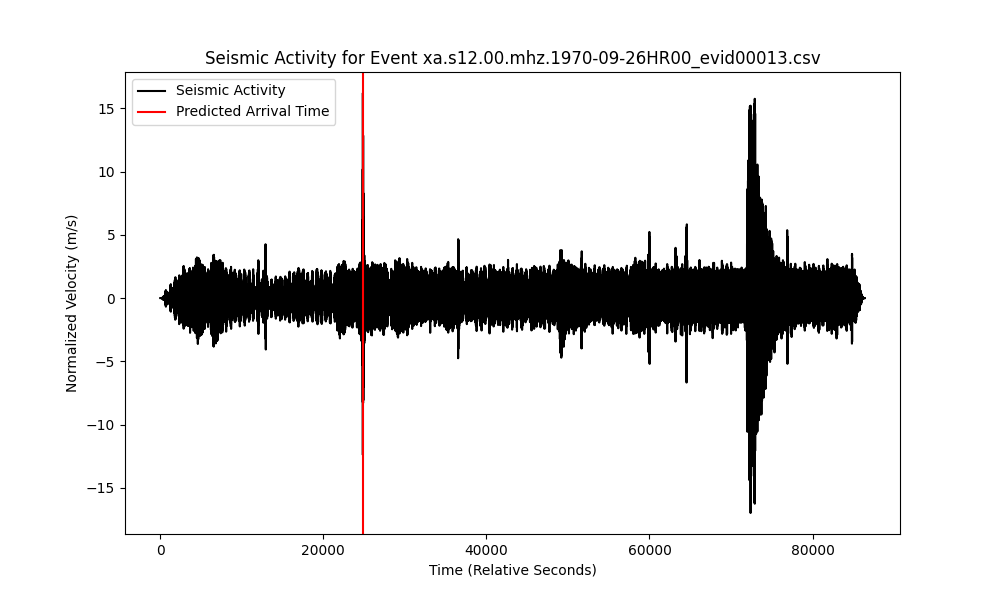 Seismic Activity for Event xa.s12.00.mhz.1970-09-26HR00_evid00013.csv
Seismic Activity
Predicted Arrival Time
15
10
5
0
−5
−10
−15
Normalized Velocity (m/s)
0 20000 40000 60000 80000
Time (Relative Seconds)